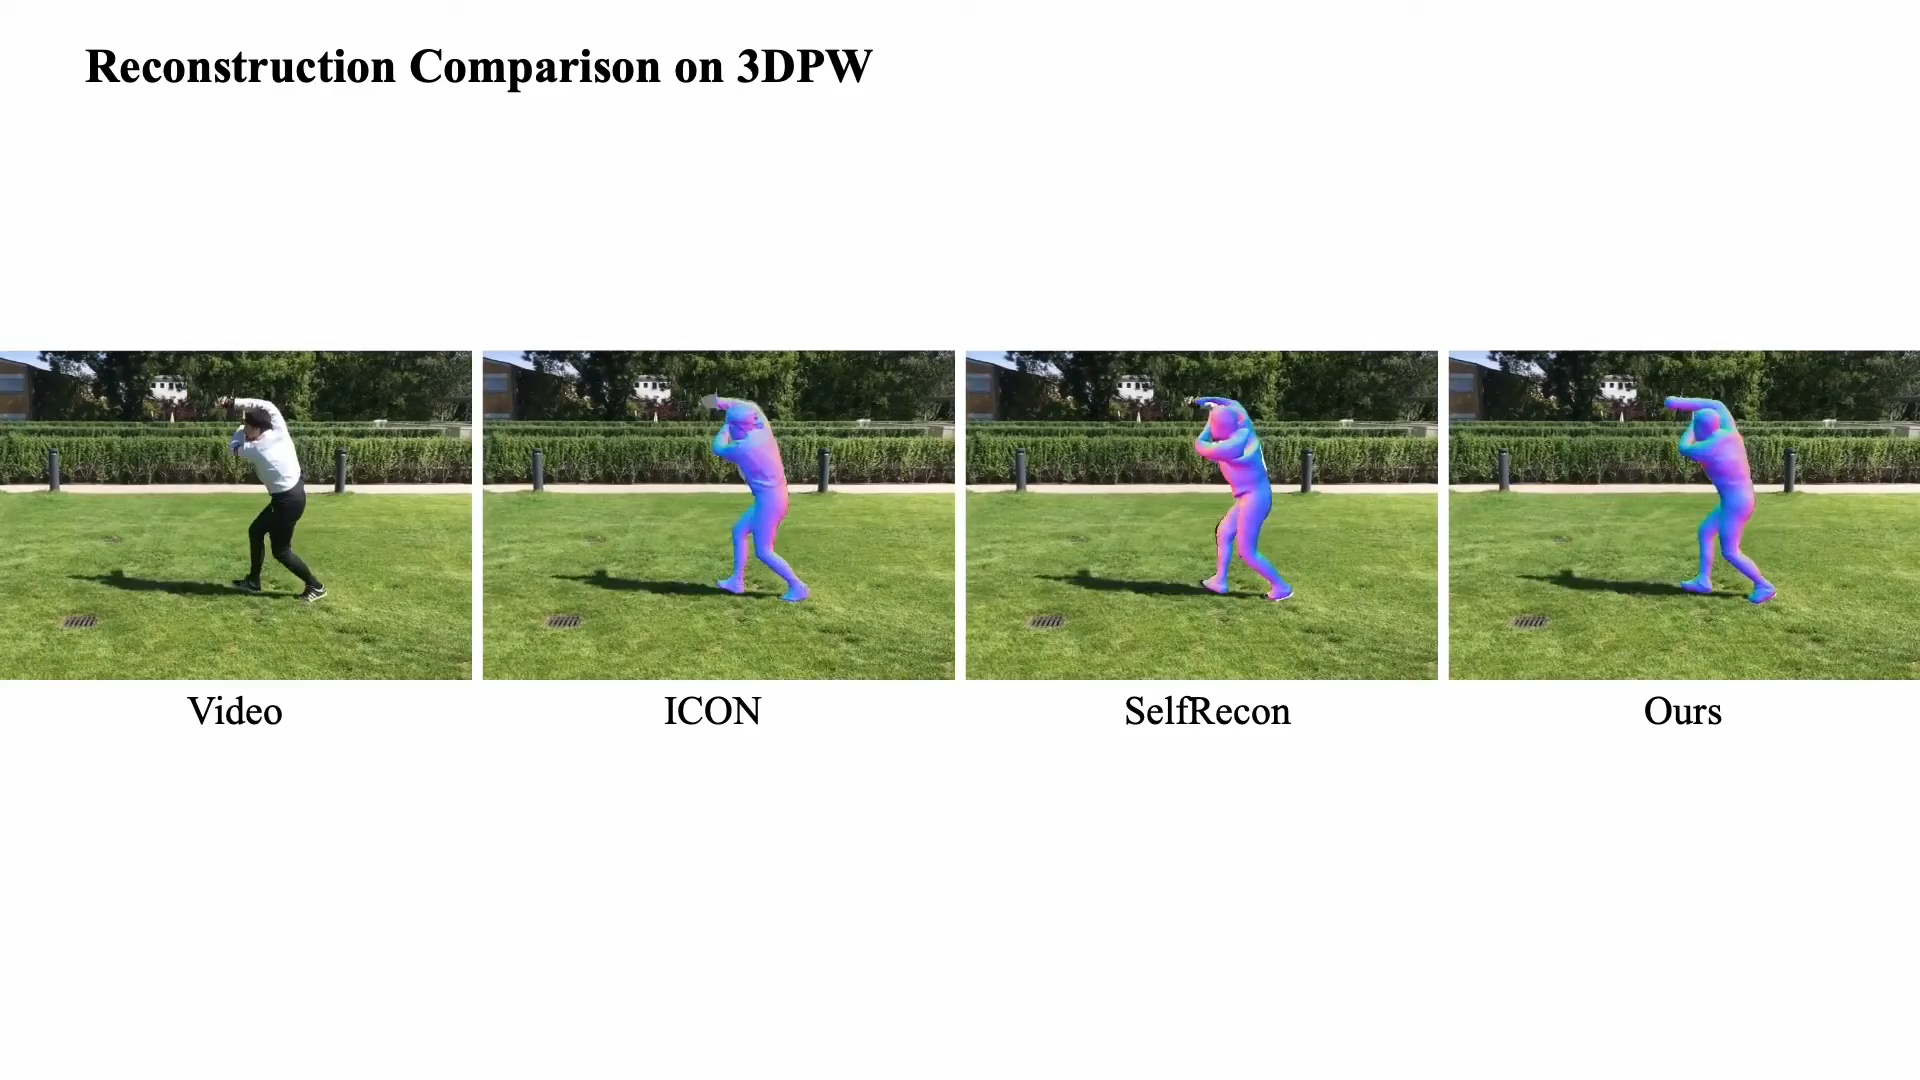 Reconstruction Comparison on 3DPW
Video
ICON
SelfRecon
Ours